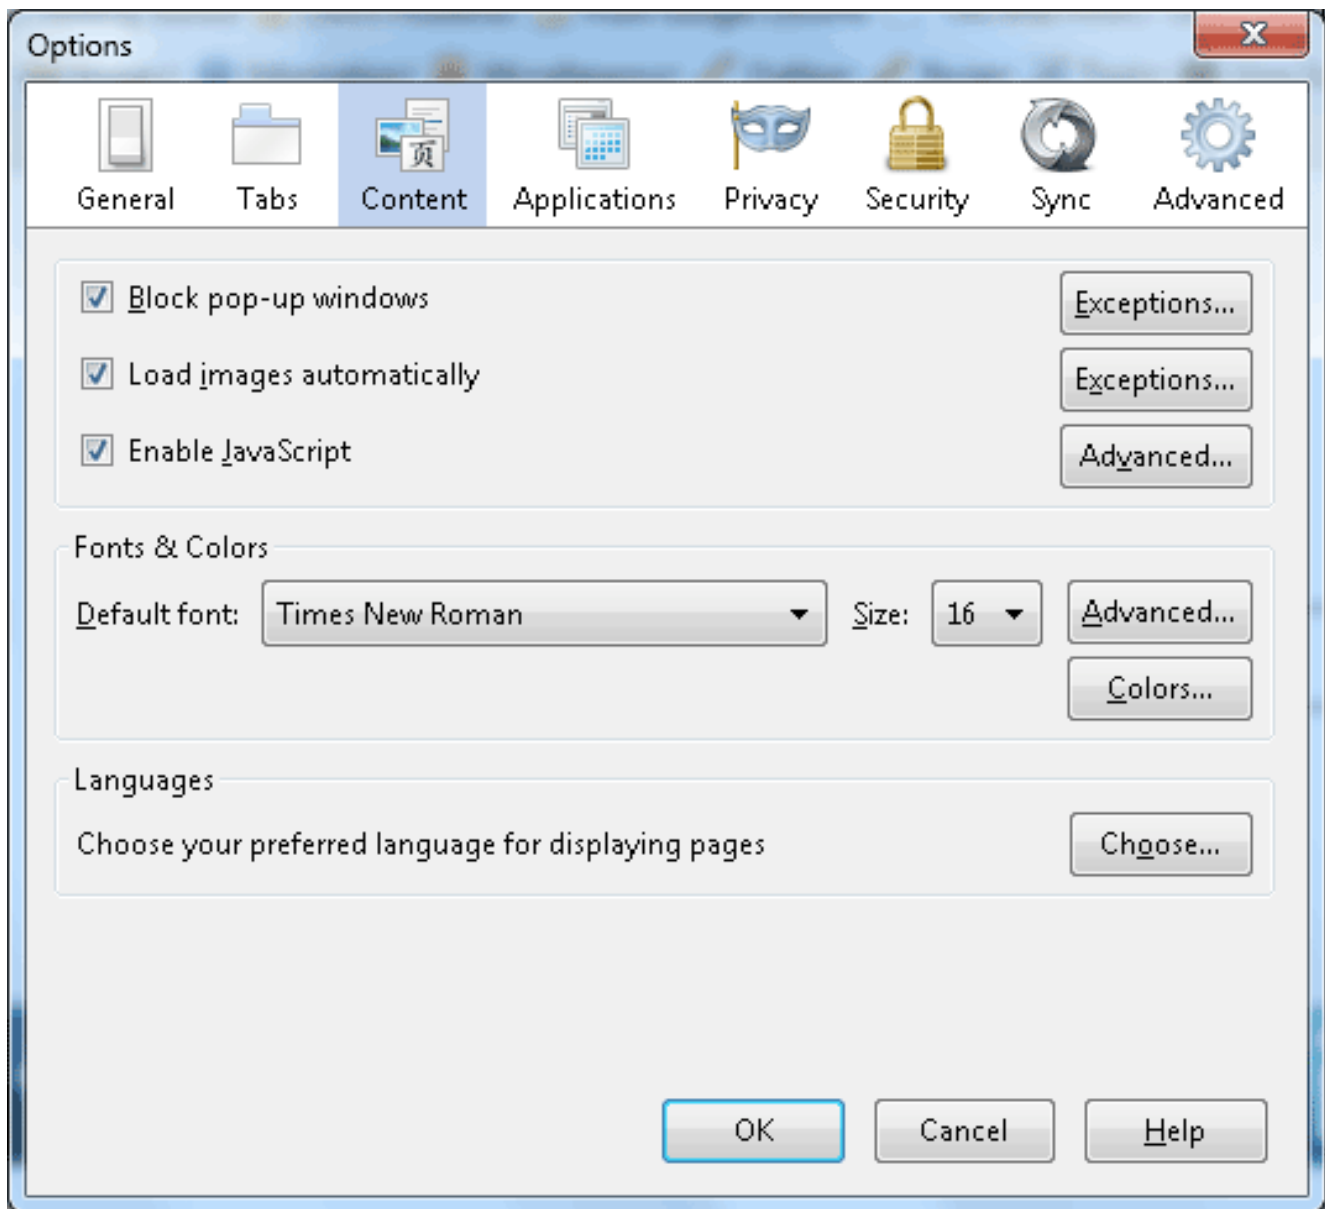 Options
General Tabs Content Applications Privacy Security Sync Advanced
页
Block pop-up windows Exceptions...
Load images automatically Exceptions...
Enable JavaScript Advanced...
Fonts & Colors
Default font: Times New Roman Size: 16 Advanced...
Colors...
Languages
Choose your preferred language for displaying pages Choose...
OK Cancel Help